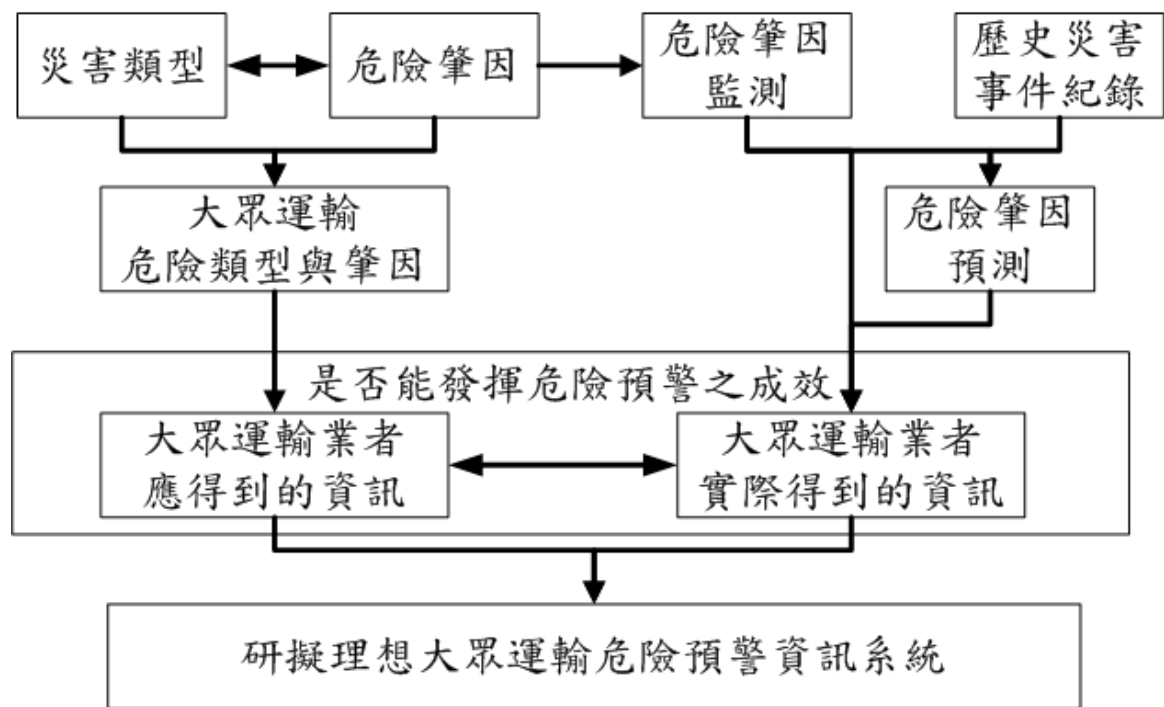 災害類型
危險肇因
危險肇因
監測
歷史災害
事件紀錄
大眾運輸
危險類型與肇因
危險肇因
預測
是否能發揮危險預警之成效
大眾運輸業者
應得到的資訊
大眾運輸業者
實際得到的資訊
研擬理想大眾運輸危險預警資訊系統